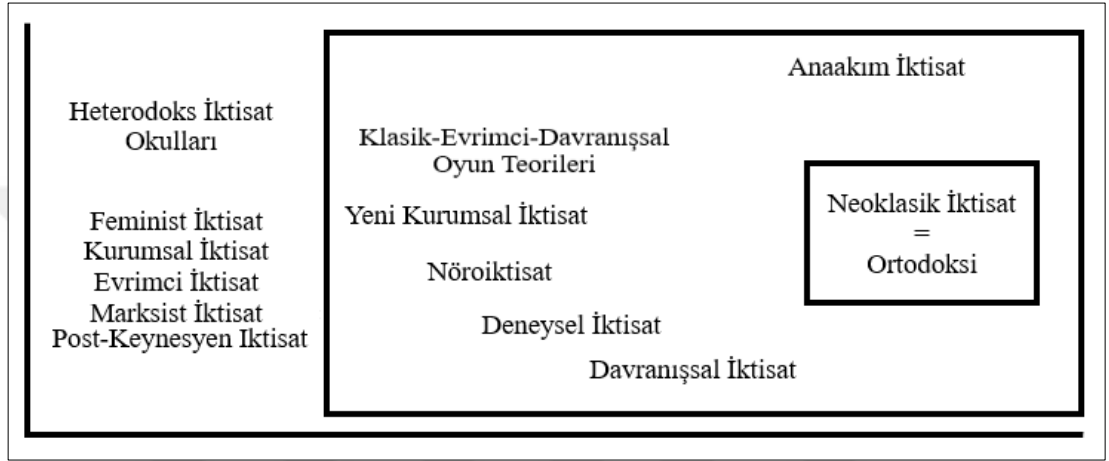 Heterodoks İktisat
Okulları
Feminist İktisat
Kurumsal İktisat
Evrimci İktisat
Marksist İktisat
Post-Keynesyen Iktisat
Anaakım İktisat
Klasik-Evrimci-Davranışsal
Oyun Teorileri
Yeni Kurumsal İktisat
Nöroiktisat
Deneysel İktisat
Davranışsal İktisat
Neoklasik İktisat
=
Ortodoksi